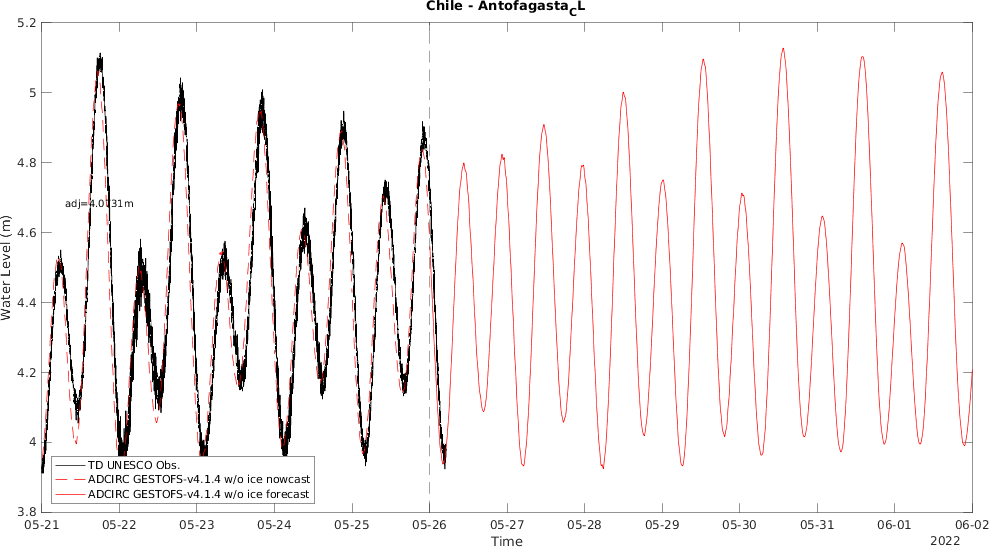 Chile - Antofagasta_CL
5.2
5
4.8
4.6
4.4
4.2
4
3.8
Water Level (m)
adj=4.0731m
TD UNESCO Obs.
ADCIRC GESTOFS-v4.1.4 w/o ice nowcast
ADCIRC GESTOFS-v4.1.4 w/o ice forecast
05-21 05-22 05-23 05-24 05-25 05-26 05-27 05-28 05-29 05-30 05-31 06-01 06-02
Time
2022